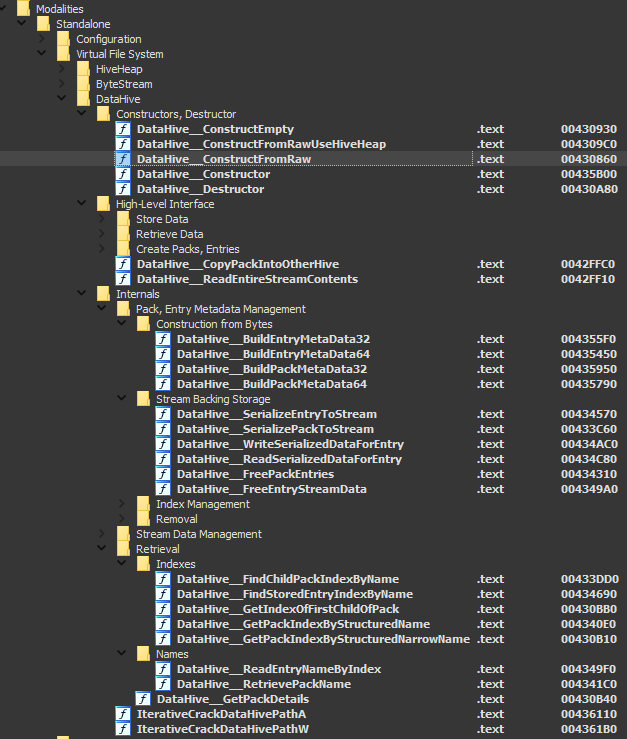 Modalities
Standalone
Configuration
Virtual File System
HiveHeap
ByteStream
DataHive
Constructors, Destructor
DataHive__ConstructEmpty .text 00430930
DataHive__ConstructFromRawUseHiveHeap .text 004309C0
DataHive__ConstructFromRaw .text 00430860
DataHive__Constructor .text 00435B00
DataHive__Destructor .text 00430A80
High-Level Interface
Store Data
Retrieve Data
Create Packs, Entries
DataHive__CopyPackIntoOtherHive .text 0042FFC0
DataHive__ReadEntireStreamContents .text 0042FF10
Internals
Pack, Entry Metadata Management
Construction from Bytes
DataHive__BuildEntryMetaData32 .text 004355F0
DataHive__BuildEntryMetaData64 .text 00435450
DataHive__BuildPackMetaData32 .text 00435950
DataHive__BuildPackMetaData64 .text 00435790
Stream Backing Storage
DataHive__SerializeEntryToStream .text 00434570
DataHive__SerializePackToStream .text 00433C60
DataHive__WriteSerializedDataForEntry .text 00434AC0
DataHive__ReadSerializedDataForEntry .text 00434C80
DataHive__FreePackEntries .text 00434310
DataHive__FreeEntryStreamData .text 004349A0
Index Management
Removal
Stream Data Management
Retrieval
Indexes
DataHive__FindChildPackIndexByName .text 00433DD0
DataHive__FindStoredEntryIndexByName .text 00434690
DataHive__GetIndexOfFirstChildOfPack .text 00430BB0
DataHive__GetPackIndexByStructuredName .text 004340E0
DataHive__GetPackIndexByStructuredNarrowName .text 00430B10
Names
DataHive__ReadEntryNameByIndex .text 004349F0
DataHive__RetrievePackName .text 004341C0
DataHive__GetPackDetails .text 00430B40
IterativeCrackDataHivePathA .text 00436110
IterativeCrackDataHivePathW .text 004361B0